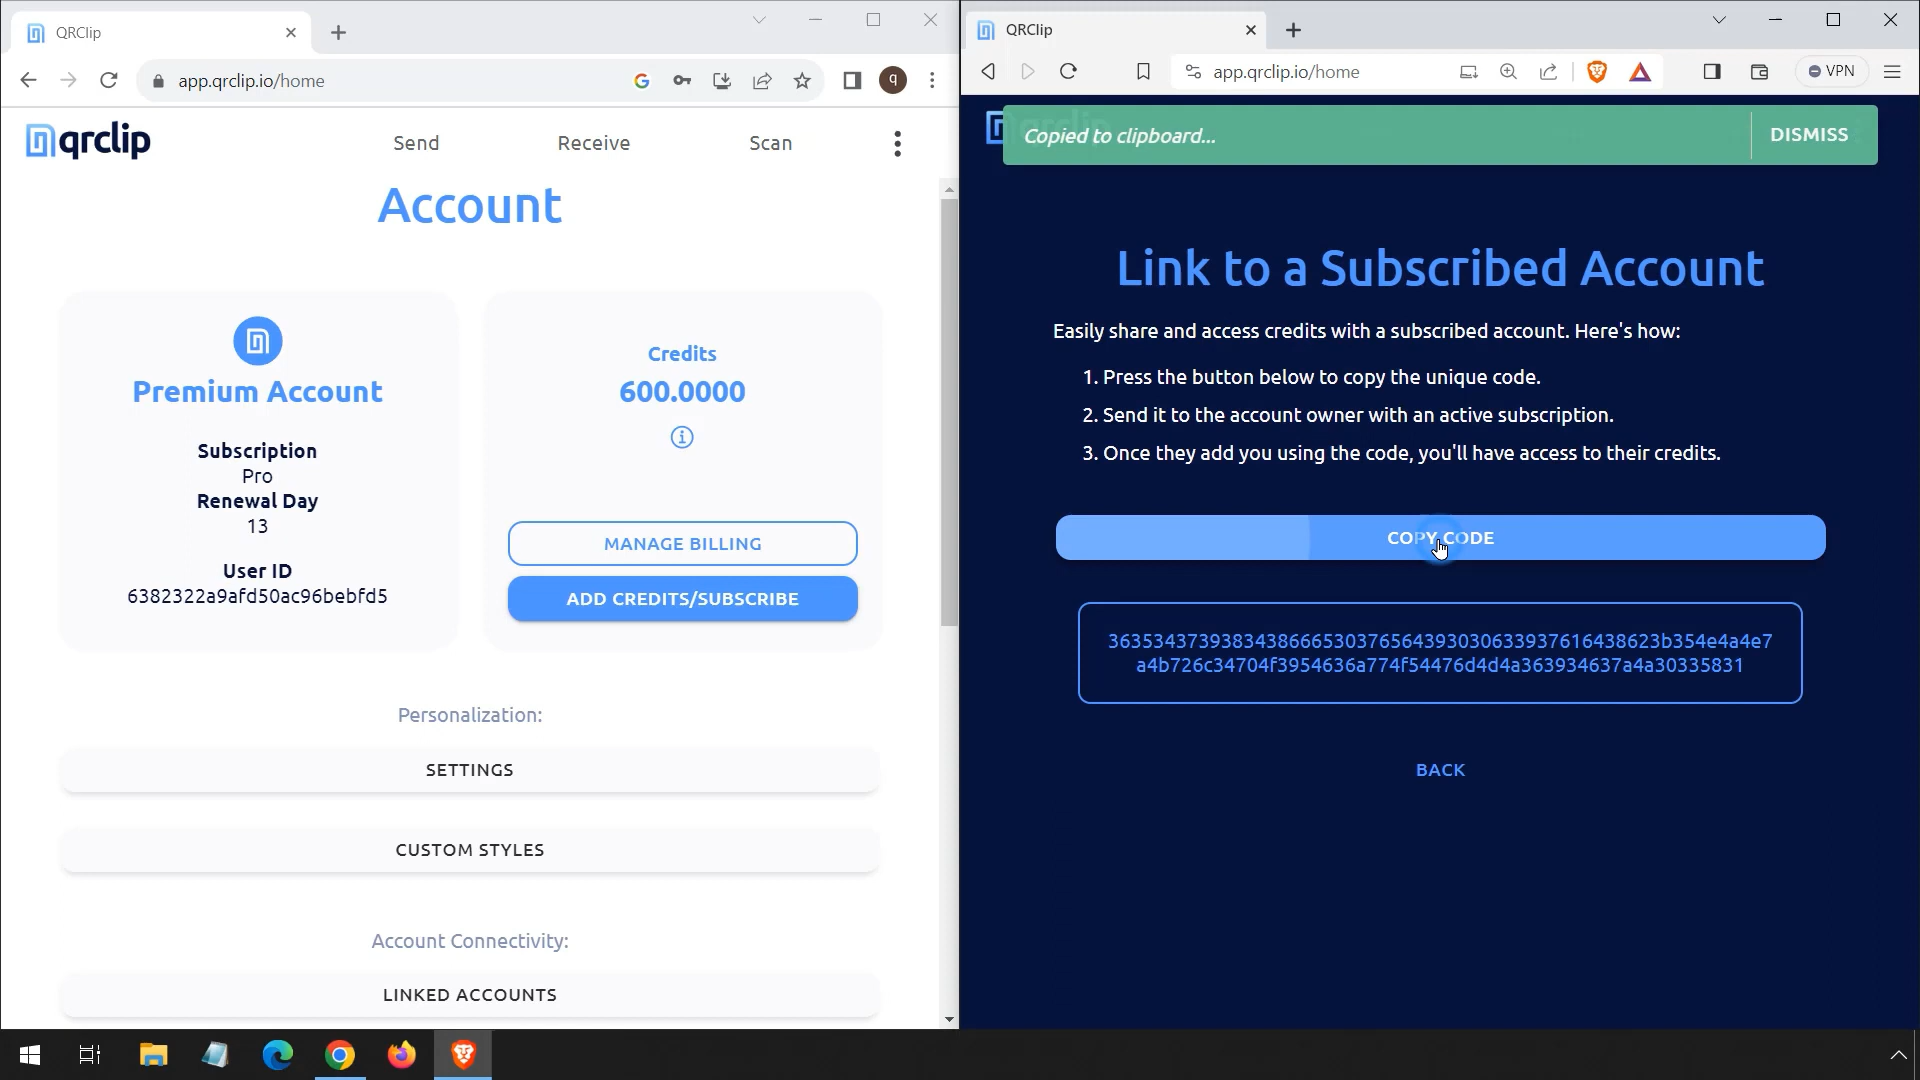 QRClip
app.qrclip.io/home
q
qrclip
Send
Receive
Scan
Account
Premium Account
Subscription
Pro
Renewal Day
13
User ID
6382322a9afd50ac96bebfd5
Credits
600.0000
MANAGE BILLING
ADD CREDITS/SUBSCRIBE
Personalization:
SETTINGS
CUSTOM STYLES
Account Connectivity:
LINKED ACCOUNTS
QRClip
app.qrclip.io/home
VPN
Copied to clipboard...
DISMISS
Link to a Subscribed Account
Easily share and access credits with a subscribed account. Here's how:
1. Press the button below to copy the unique code.
2. Send it to the account owner with an active subscription.
3. Once they add you using the code, you'll have access to their credits.
COPY CODE
36353437393834386665303765643930306339376164386​23b354e4a4e7
a4b726c34704f3954636a774f54476d4d4a363934637a4a30335831
BACK